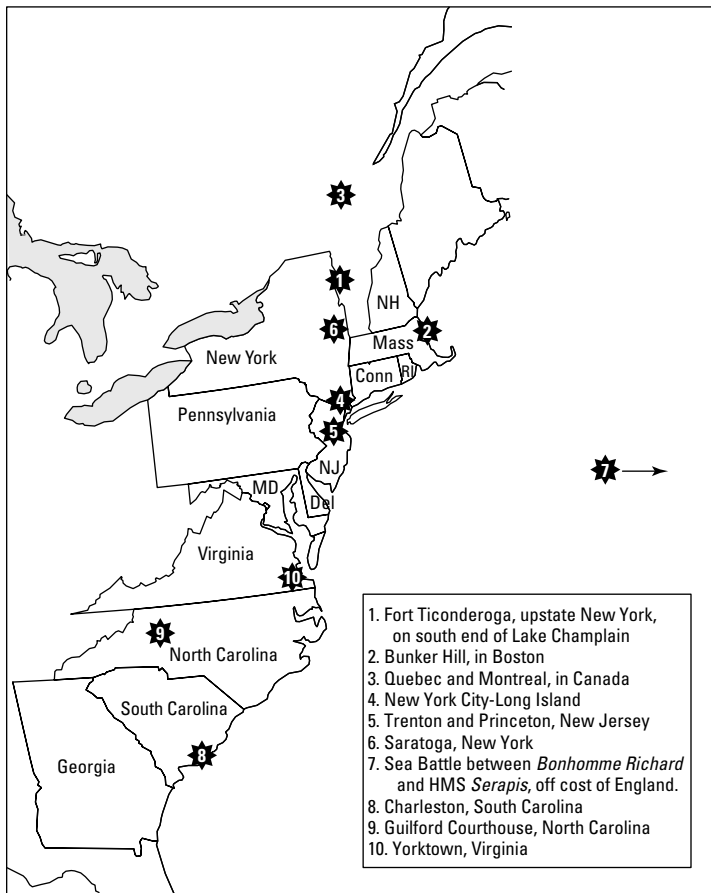 3
1
NH
6
2
Mass
New York
Conn
RI
4
Pennsylvania
5
NJ
7
MD
Del
Virginia
10
9
North Carolina
South Carolina
8
Georgia
1. Fort Ticonderoga, upstate New York,
on south end of Lake Champlain
2. Bunker Hill, in Boston
3. Quebec and Montreal, in Canada
4. New York City-Long Island
5. Trenton and Princeton, New Jersey
6. Saratoga, New York
7. Sea Battle between Bonhomme Richard
and HMS Serapis, off cost of England.
8. Charleston, South Carolina
9. Guilford Courthouse, North Carolina
10. Yorktown, Virginia